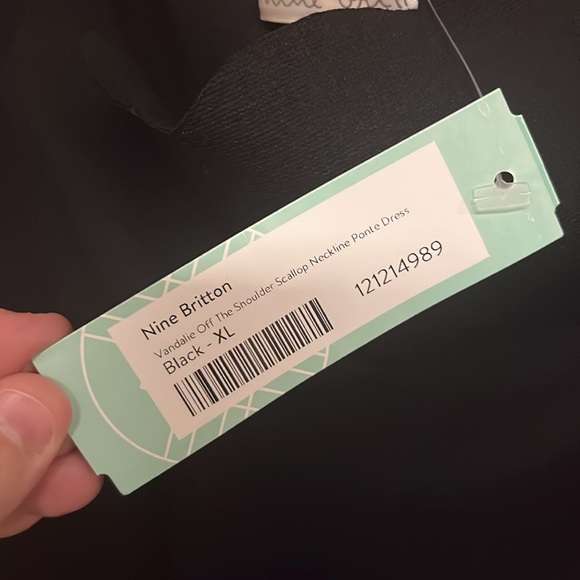 Nine Britton
Vandalie Off The Shoulder Scallop Neckline Ponte Dress
Black - XL
121214989